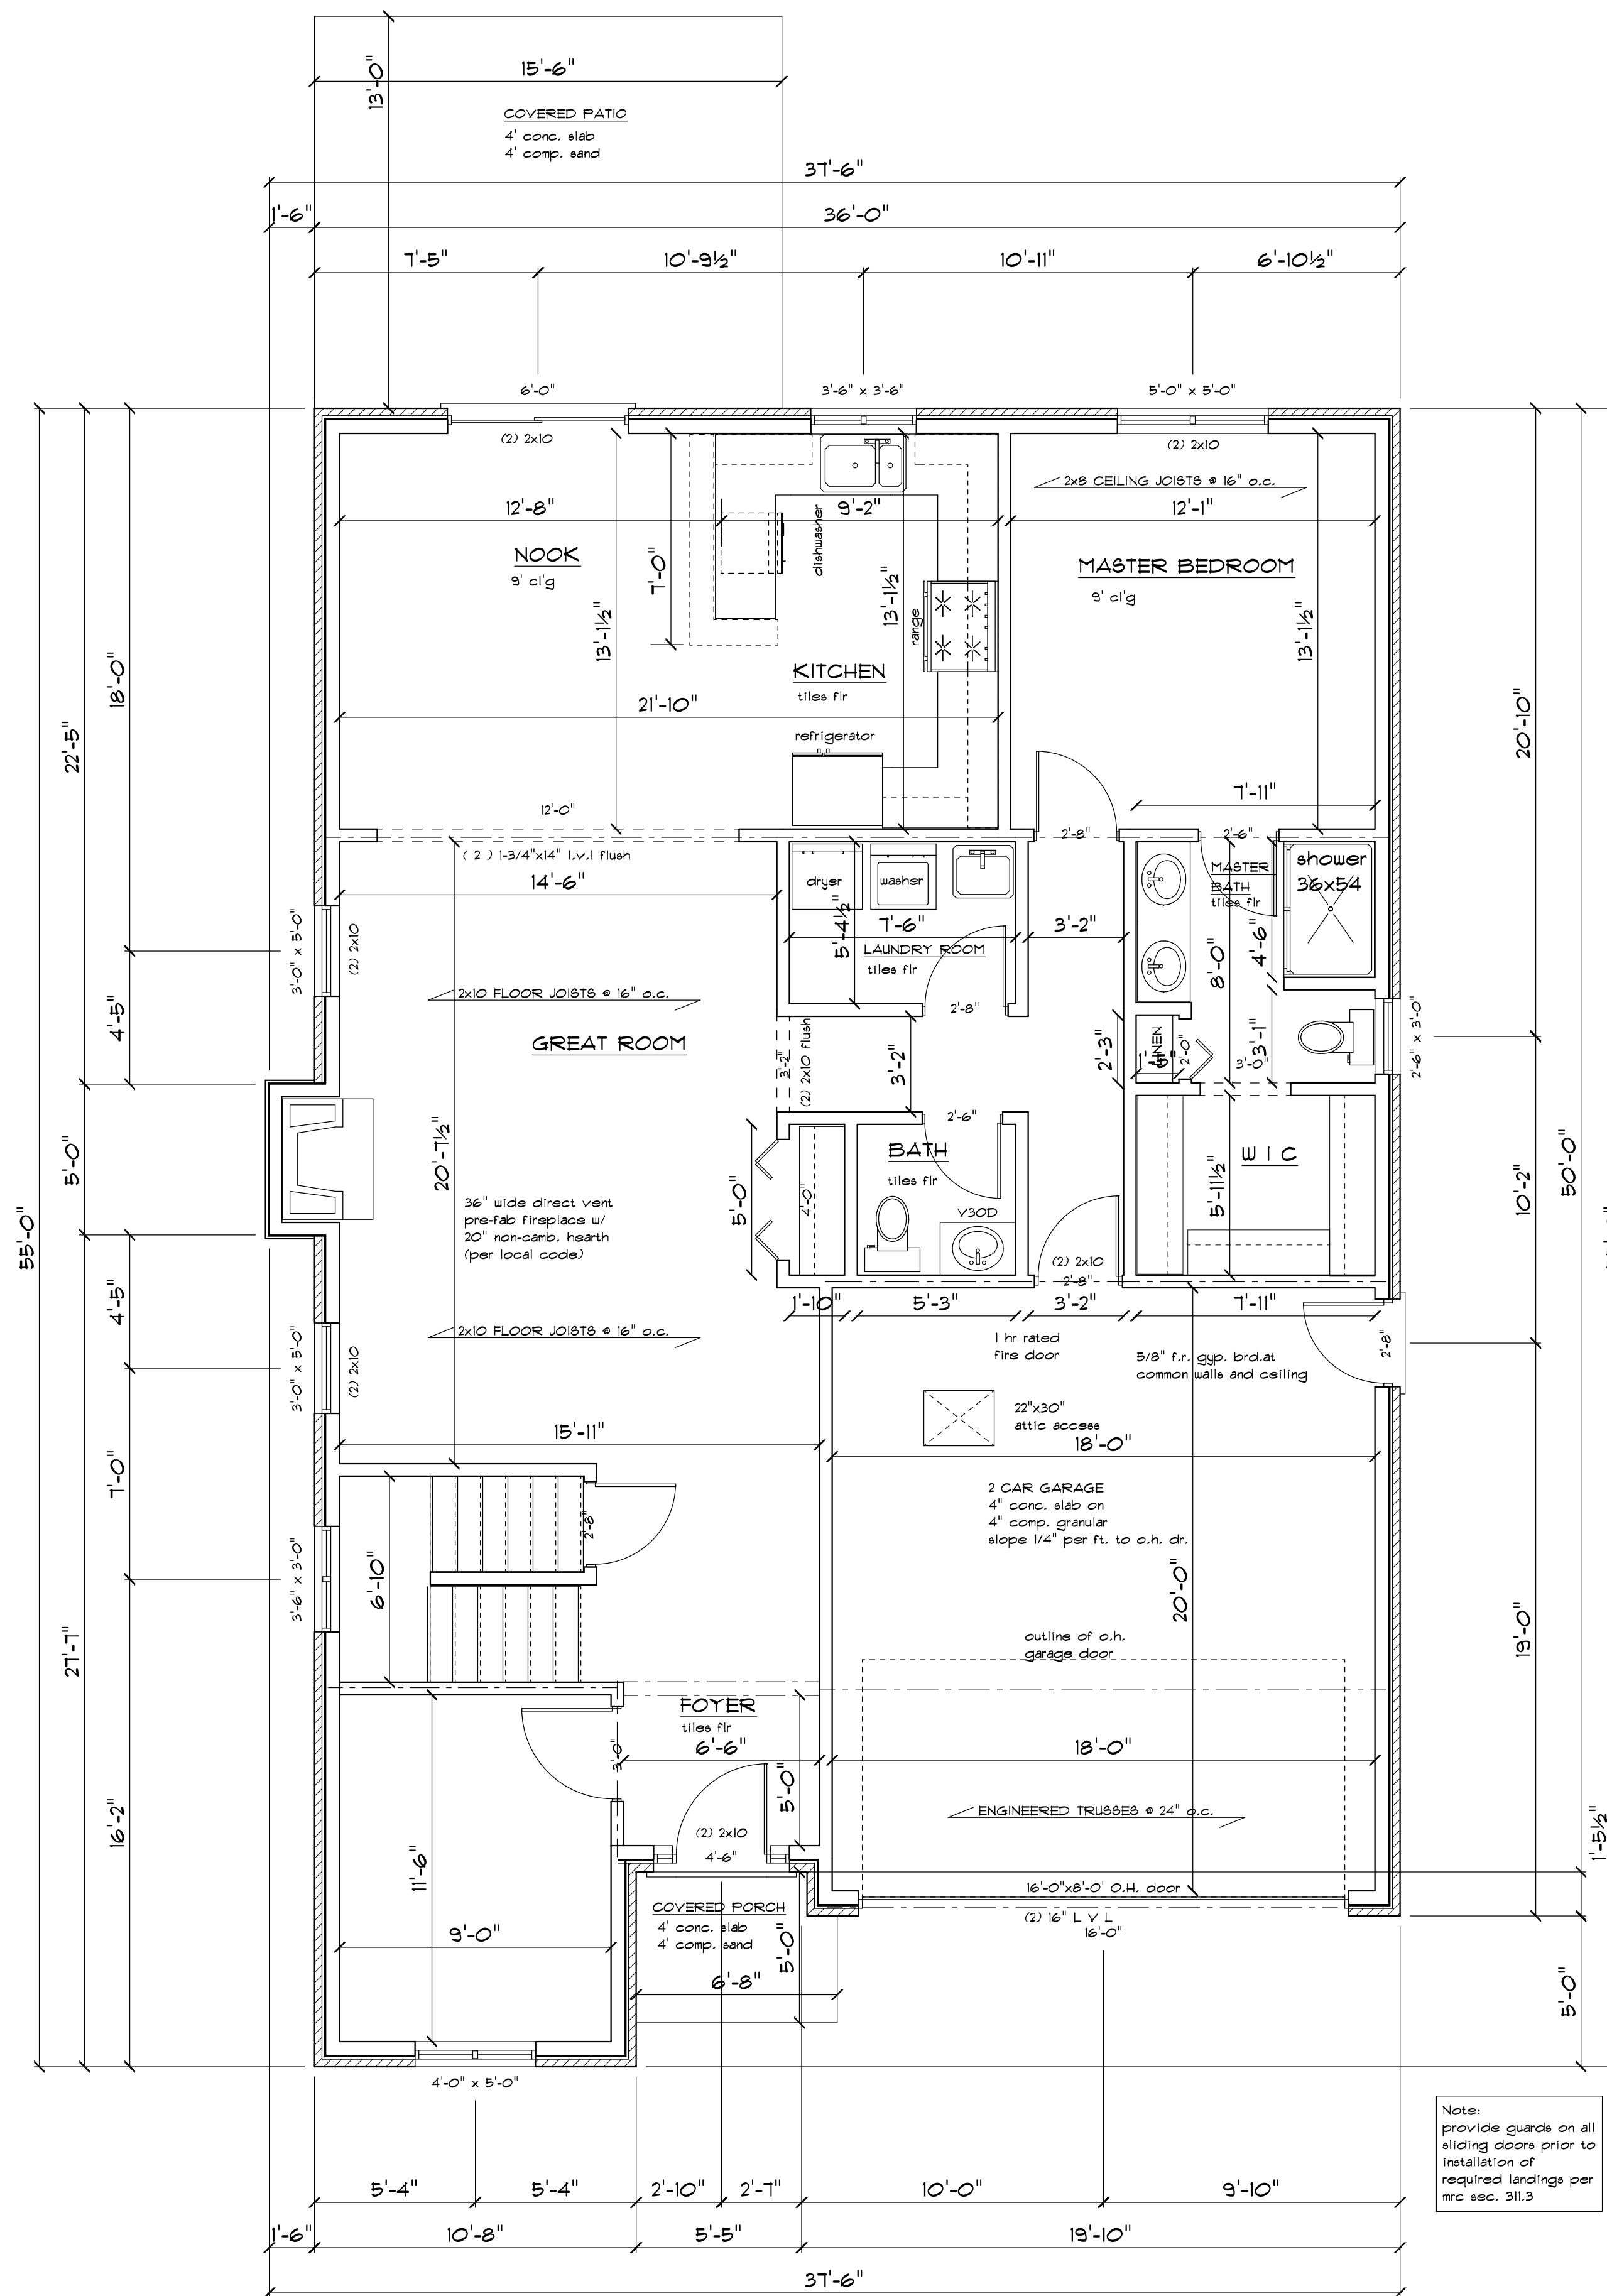 13'-0"
15'-6"
COVERED PATIO
4' conc. slab
4' comp. sand
37'-6"
1'-6"
36'-0"
7'-5"
10'-9½"
10'-11"
6'-10½"
6'-0"
3'-6" x 3'-6"
5'-0" x 5'-0"
(2) 2x10
(2) 2x10
2x8 CEILING JOISTS @ 16" o.c.
12'-8"
9'-2"
12'-1"
dishwasher
NOOK
9' cl'g
7'-0"
13'-1½"
13'-1½"
range
MASTER BEDROOM
9' cl'g
13'-1½"
KITCHEN
tiles flr
21'-10"
refrigerator
18'-0"
22'-5"
20'-10"
7'-11"
12'-0"
2'-8"
2'-6"
( 2 ) 1-3/4"x14" l.v.l flush
14'-6"
dryer
washer
MASTER
BATH
tiles flr
shower
36x54
5'-4½"
7'-6"
3'-2"
LAUNDRY ROOM
tiles flr
8'-0"
4'-6"
3'-0" x 5'-0"
(2) 2x10
2x10 FLOOR JOISTS @ 16" o.c.
2'-8"
4'-5"
GREAT ROOM
3'-2"
(2) 2x10 flush
3'-2"
2'-3"
LINEN
1'-5"
2'-0"
3'-0"
3'-1"
2'-6" x 3'-0"
2'-6"
5'-0"
55'-0"
20'-7½"
36" wide direct vent
pre-fab fireplace w/
20" non-camb. hearth
(per local code)
5'-0"
4'-0"
BATH
tiles flr
V30D
W I C
5'-11½"
10'-2"
50'-0"
(2) 2x10
2'-8"
4'-5"
1'-10"
5'-3"
3'-2"
7'-11"
3'-0" x 5'-0"
(2) 2x10
2x10 FLOOR JOISTS @ 16" o.c.
1 hr rated
fire door
5/8" f.r. gyp. brd.at
common walls and ceiling
2'-8"
22"x30"
attic access
15'-11"
18'-0"
7'-0"
2 CAR GARAGE
4" conc. slab on
4" comp. granular
slope 1/4" per ft. to o.h. dr.
2'-8"
3'-6" x 3'-0"
6'-10"
20'-0"
27'-7"
19'-0"
outline of o.h.
garage door
FOYER
tiles flr
6'-6"
3'-0"
18'-0"
5'-0"
16'-2"
ENGINEERED TRUSSES @ 24" o.c.
(2) 2x10
4'-6"
1'-5½"
11'-6"
16'-0"x8'-0' O.H. door
(2) 16" L V L
16'-0"
COVERED PORCH
4' conc. slab
4' comp. sand
9'-0"
5'-0"
6'-8"
5'-0"
4'-0" x 5'-0"
Note:
provide guards on all
sliding doors prior to
installation of
required landings per
mrc sec. 311.3
5'-4"
5'-4"
2'-10"
2'-7"
10'-0"
9'-10"
1'-6"
10'-8"
5'-5"
19'-10"
37'-6"